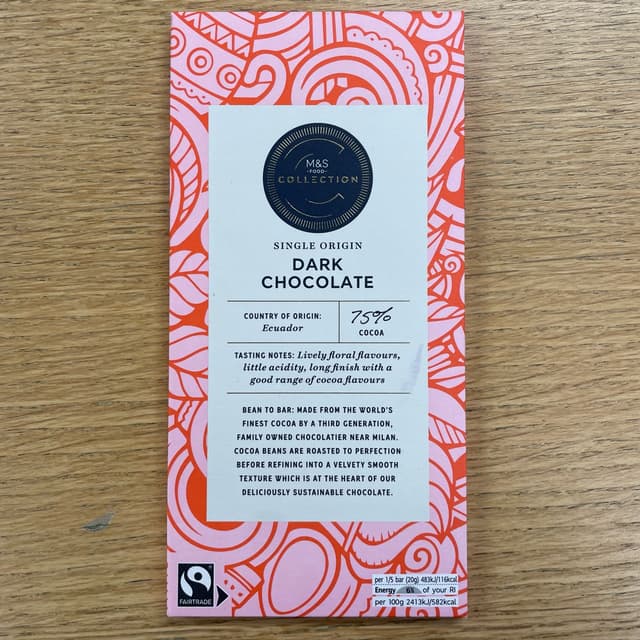 M&S
-FOOD-
COLLECTION
SINGLE ORIGIN
DARK
CHOCOLATE
COUNTRY OF ORIGIN:
Ecuador
75%
COCOA
TASTING NOTES: Lively floral flavours,
little acidity, long finish with a
good range of cocoa flavours
BEAN TO BAR: MADE FROM THE WORLD'S
FINEST COCOA BY A THIRD GENERATION,
FAMILY OWNED CHOCOLATIER NEAR MILAN.
COCOA BEANS ARE ROASTED TO PERFECTION
BEFORE REFINING INTO A VELVETY SMOOTH
TEXTURE WHICH IS AT THE HEART OF OUR
DELICIOUSLY SUSTAINABLE CHOCOLATE.
FAIRTRADE
per 1/5 bar (20g) 483kJ/116kcal
Energy 6% of your RI
per 100g 2413kJ/582kcal